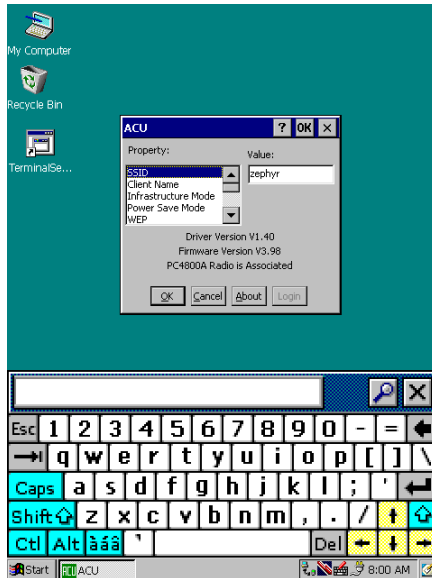 My Computer
Recycle Bin
TerminalSe...
ACU ? OK ×
Property:
Value:
SSID
zephyr
Client Name
Infrastructure Mode
Power Save Mode
WEP
Driver Version V1.40
Firmware Version V3.98
PC4800A Radio is Associated
OK Cancel About Login
Esc 1 2 3 4 5 6 7 8 9 0 - =
q w e r t y u i o p [ ] \
Caps a s d f g h j k l ; '
Shift z x c v b n m , . /
Ctl Alt àáâ ' Del
Start ACU 8:00 AM